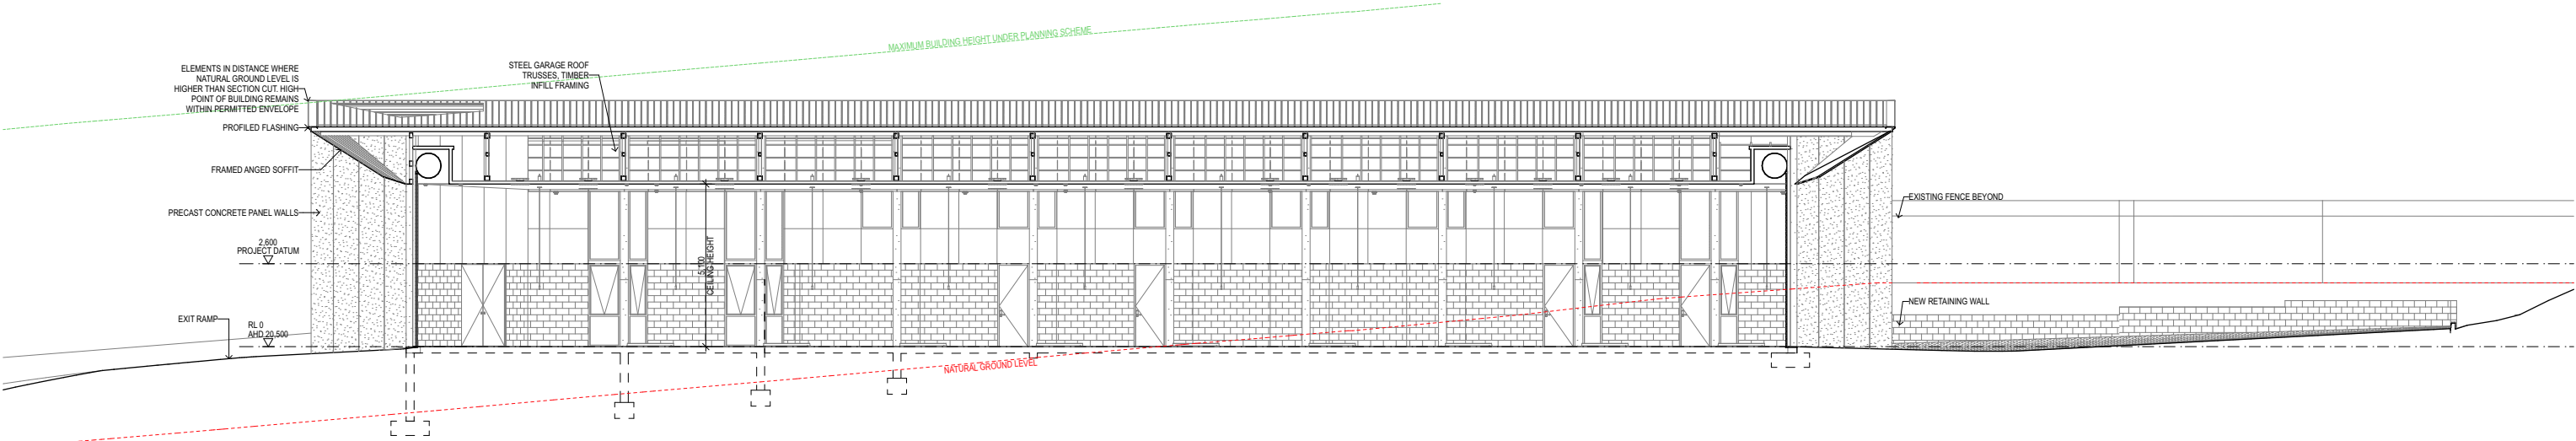 MAXIMUM BUILDING HEIGHT UNDER PLANNING SCHEME
ELEMENTS IN DISTANCE WHERE
NATURAL GROUND LEVEL IS
HIGHER THAN SECTION CUT. HIGH
POINT OF BUILDING REMAINS
WITHIN PERMITTED ENVELOPE
STEEL GARAGE ROOF
TRUSSES, TIMBER
INFILL FRAMING
PROFILED FLASHING
FRAMED ANGED SOFFIT
PRECAST CONCRETE PANEL WALLS
2,600
PROJECT DATUM
5,100
CEILING HEIGHT
EXISTING FENCE BEYOND
NEW RETAINING WALL
EXIT RAMP
RL 0
AHD 20,500
NATURAL GROUND LEVEL